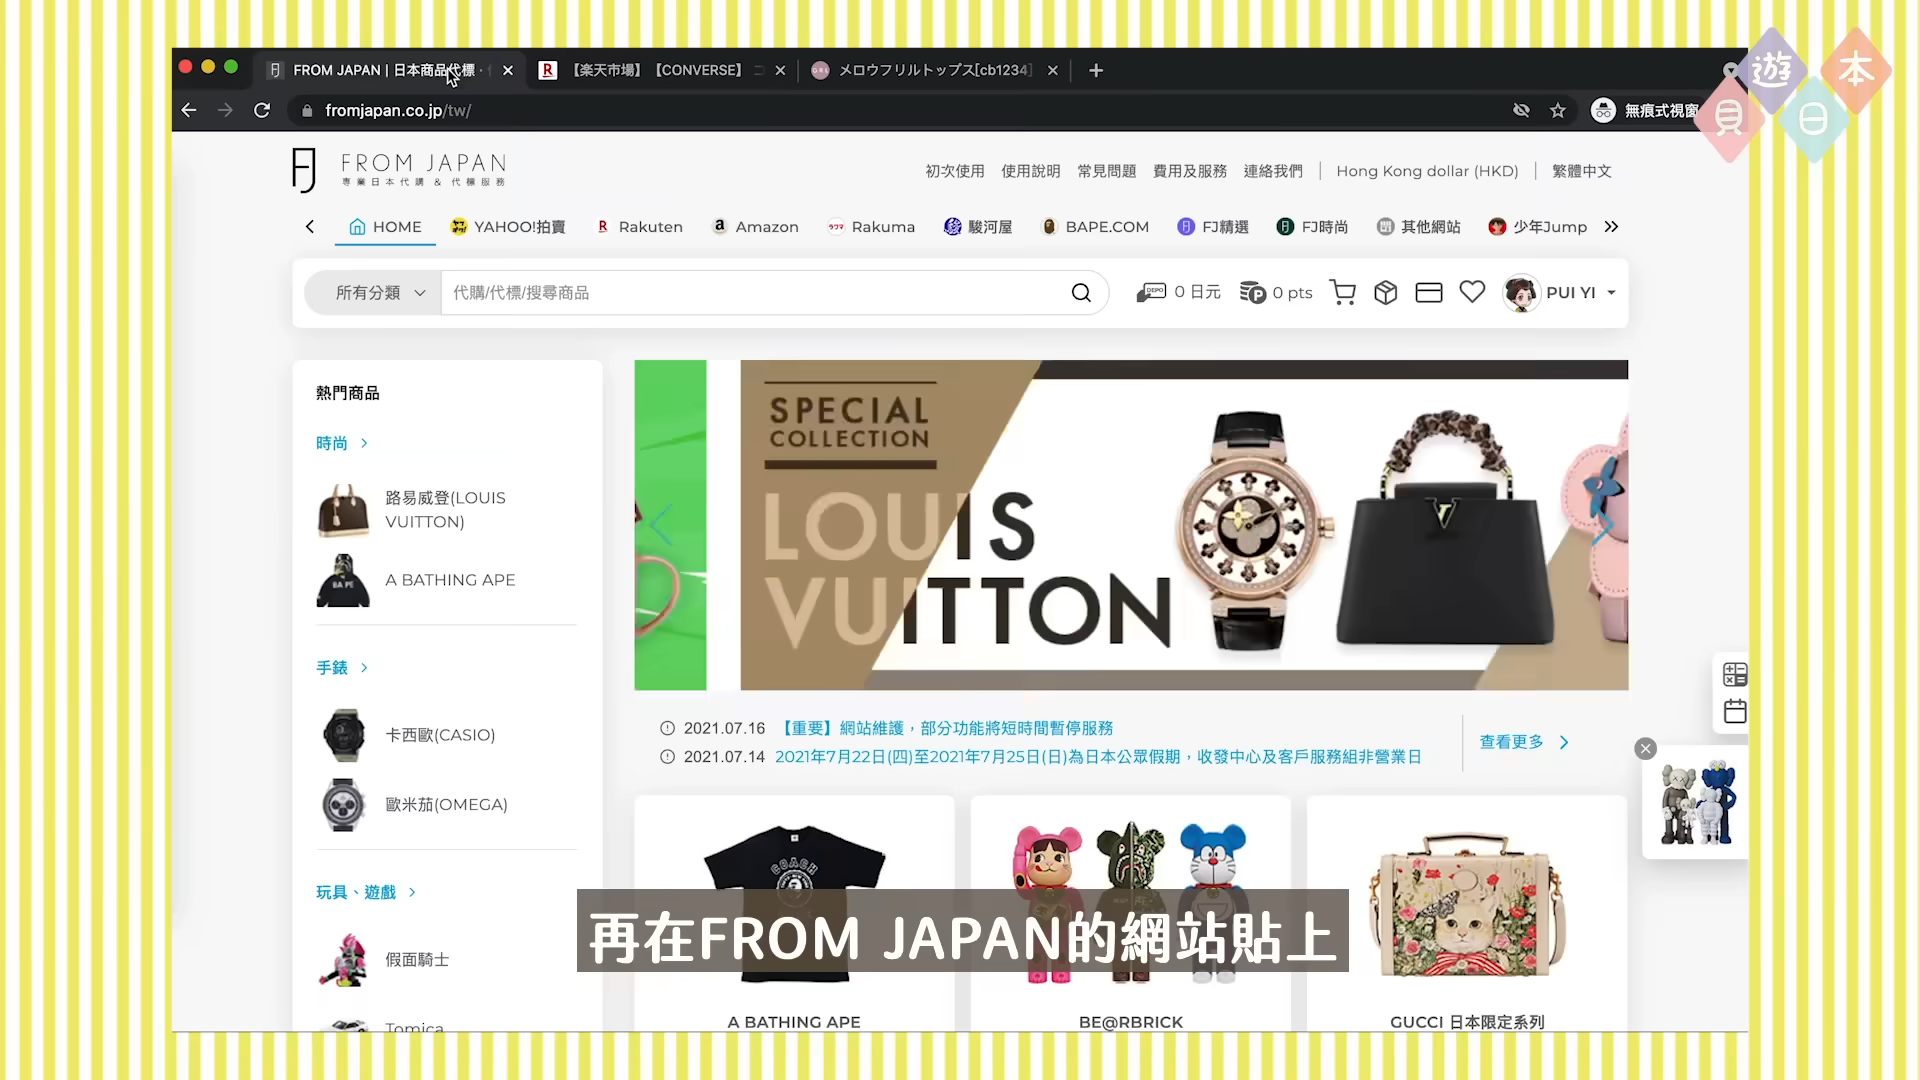 FROM JAPAN | 日本商品代標 ·
【楽天市場】【CONVERSE】 コ
メロウフリルトップス[cb1234]
遊
本
貝
日
fromjapan.co.jp/tw/
無痕式視窗
FROM JAPAN
專業日本代購 & 代標服務
初次使用 使用說明 常見問題 費用及服務 連絡我們 Hong Kong dollar (HKD) 繁體中文
HOME YAHOO!拍賣 Rakuten Amazon Rakuma 駿河屋 BAPE.COM FJ精選 FJ時尚 其他網站 少年Jump
所有分類 代購/代標/搜尋商品 0 日元 0 pts PUI YI
熱門商品
時尚
路易威登(LOUIS
VUITTON)
A BATHING APE
手錶
卡西歐(CASIO)
歐米茄(OMEGA)
玩具、遊戲
假面騎士
Tomica
SPECIAL
COLLECTION
LOUIS
VUITTON
2021.07.16 【重要】網站維護，部分功能將短時間暫停服務
2021.07.14 2021年7月22日(四)至2021年7月25日(日)為日本公眾假期，收發中心及客戶服務組非營業日
查看更多
COACH
再在FROM JAPAN的網站貼上
A BATHING APE
BE@RBRICK
GUCCI 日本限定系列